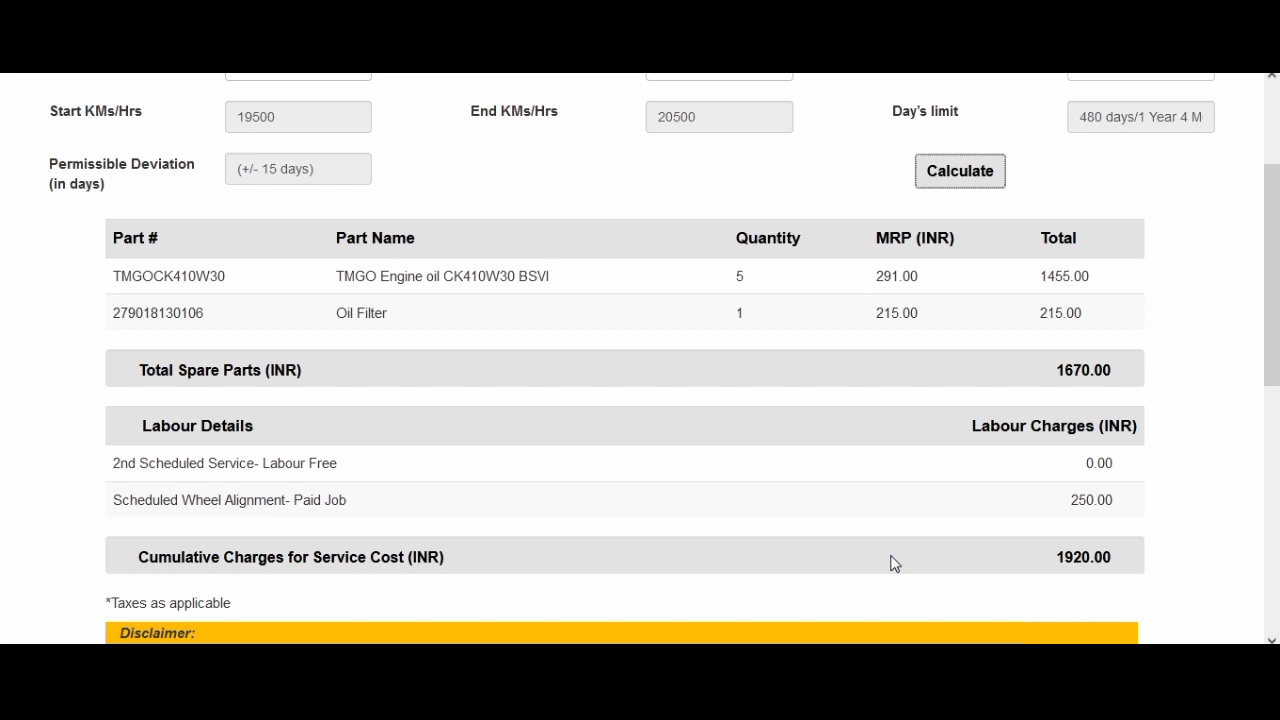 Start KMs/Hrs 19500 End KMs/Hrs 20500 Day's limit 480 days/1 Year 4 M
Permissible Deviation (+/- 15 days) Calculate
(in days)
Part # Part Name Quantity MRP (INR) Total
TMGOCK410W30 TMGO Engine oil CK410W30 BSVI 5 291.00 1455.00
279018130106 Oil Filter 1 215.00 215.00
Total Spare Parts (INR) 1670.00
Labour Details Labour Charges (INR)
2nd Scheduled Service- Labour Free 0.00
Scheduled Wheel Alignment- Paid Job 250.00
Cumulative Charges for Service Cost (INR) 1920.00
*Taxes as applicable
Disclaimer: